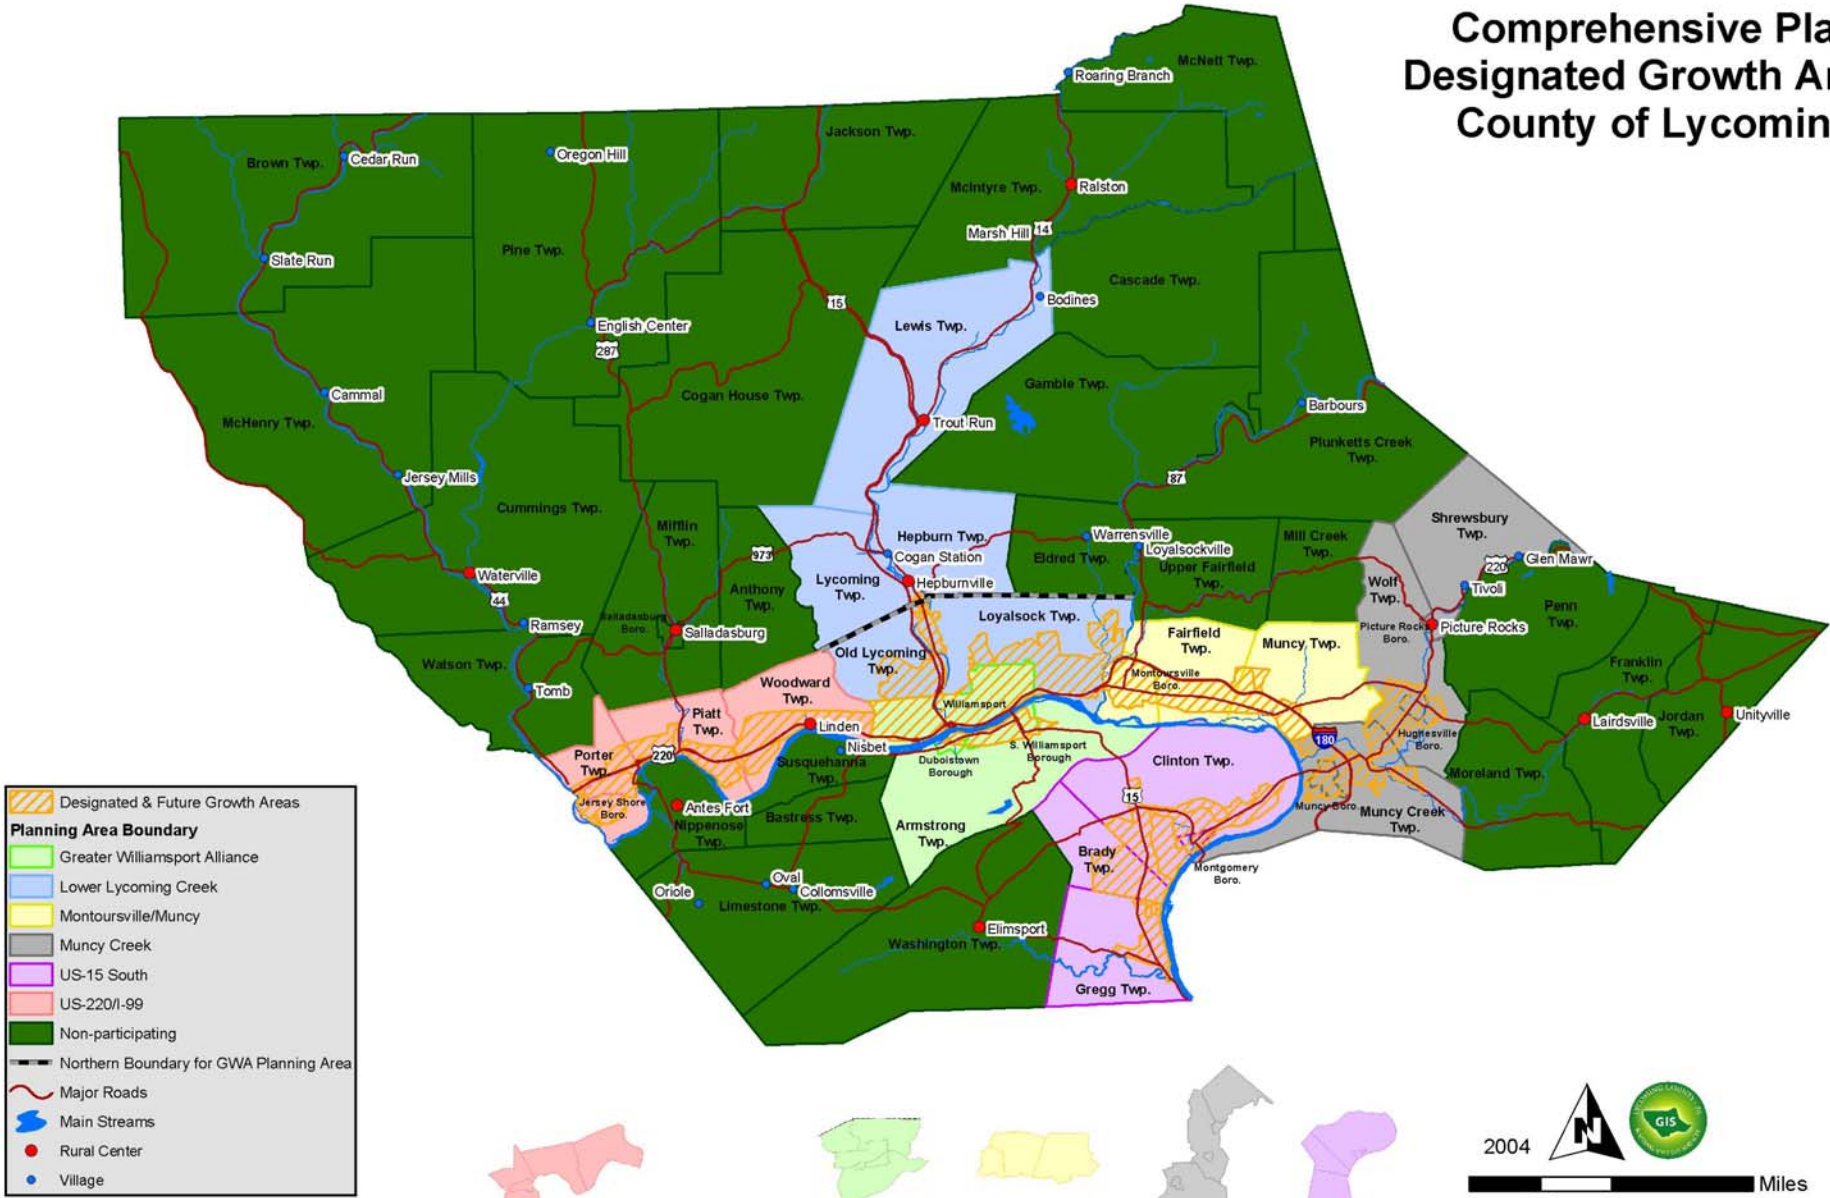 Comprehensive Pla
Designated Growth Ar
County of Lycomin
McNett Twp.
Roaring Branch
Jackson Twp.
Brown Twp.
Cedar Run
Oregon Hill
McIntyre Twp.
Ralston
Marsh Hill
14
Pine Twp.
Slate Run
Cascade Twp.
Bodines
15
English Center
287
Lewis Twp.
Gamble Twp.
Cammal
Cogan House Twp.
Barbours
McHenry Twp.
Trout Run
Plunketts Creek
Twp.
Jersey Mills
87
Cummings Twp.
Mifflin
Twp.
Shrewsbury
Twp.
Hepburn Twp.
Warrensville
Mill Creek
Twp.
Loyalsockville
973
Cogan Station
Eldred Twp.
Upper Fairfield
Twp.
220
Glen Mawr
Waterville
Lycoming
Twp.
Hepburnville
Wolf
Twp.
Tivoli
44
Anthony
Twp.
Penn
Twp.
Ramsey
Salladasburg
Boro.
Salladasburg
Loyalsock Twp.
Picture Rocks
Boro.
Picture Rocks
Fairfield
Twp.
Muncy Twp.
Watson Twp.
Old Lycoming
Twp.
Franklin
Twp.
Tomb
Woodward
Twp.
Montoursville
Boro.
Williamsport
Piatt
Twp.
Linden
Lairdsville
Jordan
Twp.
Unityville
Nisbet
180
Hughesville
Boro.
Porter
Twp.
220
Susquehanna
Twp.
Duboistown
Borough
S. Williamsport
Borough
Clinton Twp.
Moreland Twp.
Jersey Shore
Boro.
Antes Fort
15
Muncy Boro.
Nippenose
Twp.
Bastress Twp.
Armstrong
Twp.
Muncy Creek
Twp.
Brady
Twp.
Montgomery
Boro.
Oriole
Oval
Collomsville
Limestone Twp.
Elimsport
Washington Twp.
Gregg Twp.
Designated & Future Growth Areas
Planning Area Boundary
Greater Williamsport Alliance
Lower Lycoming Creek
Montoursville/Muncy
Muncy Creek
US-15 South
US-220/I-99
Non-participating
Northern Boundary for GWA Planning Area
Major Roads
Main Streams
Rural Center
Village
2004
N
GIS
Miles